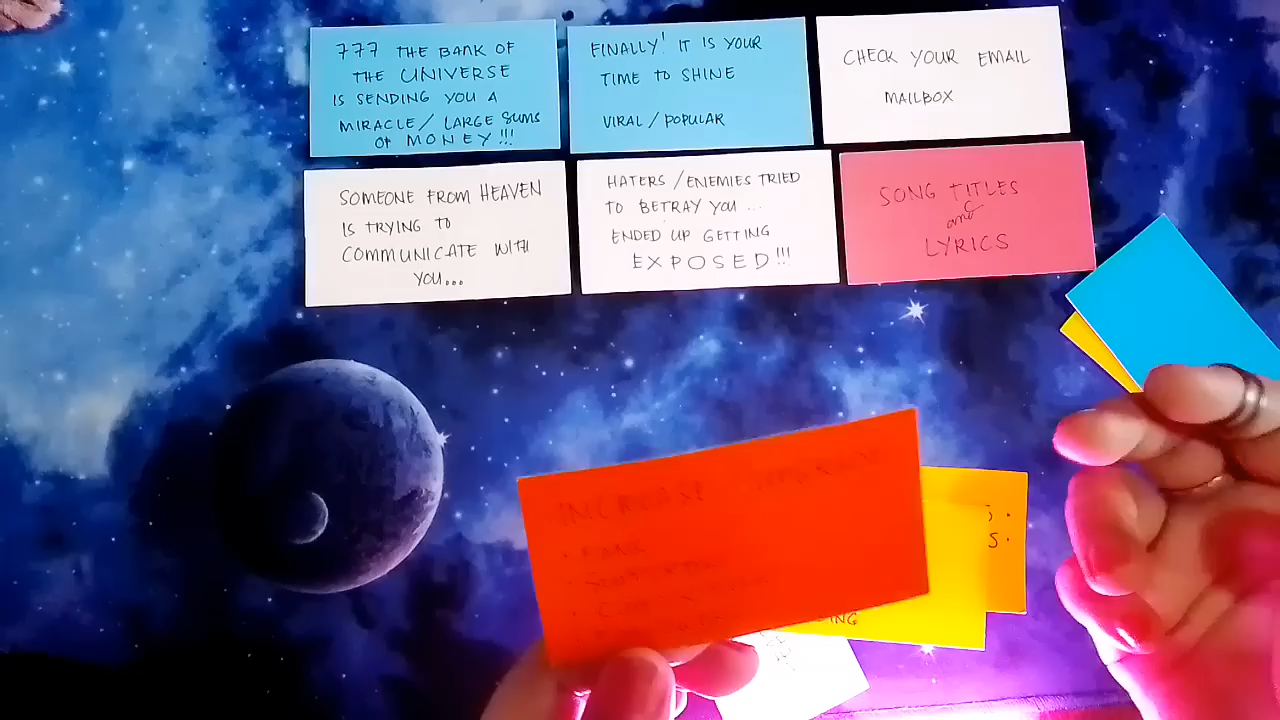 777 THE BANK OF
THE UNIVERSE
IS SENDING YOU A
MIRACLE/ LARGE SUMS
OF MONEY!!!
FINALLY! IT IS YOUR
TIME TO SHINE
VIRAL / POPULAR
CHECK YOUR EMAIL
MAILBOX
SOMEONE FROM HEAVEN
IS TRYING TO
COMMUNICATE WITH
YOU...
HATERS /ENEMIES TRIED
TO BETRAY YOU ...
ENDED UP GETTING
EXPOSED!!!
SONG TITLES
and
LYRICS
INCREASE